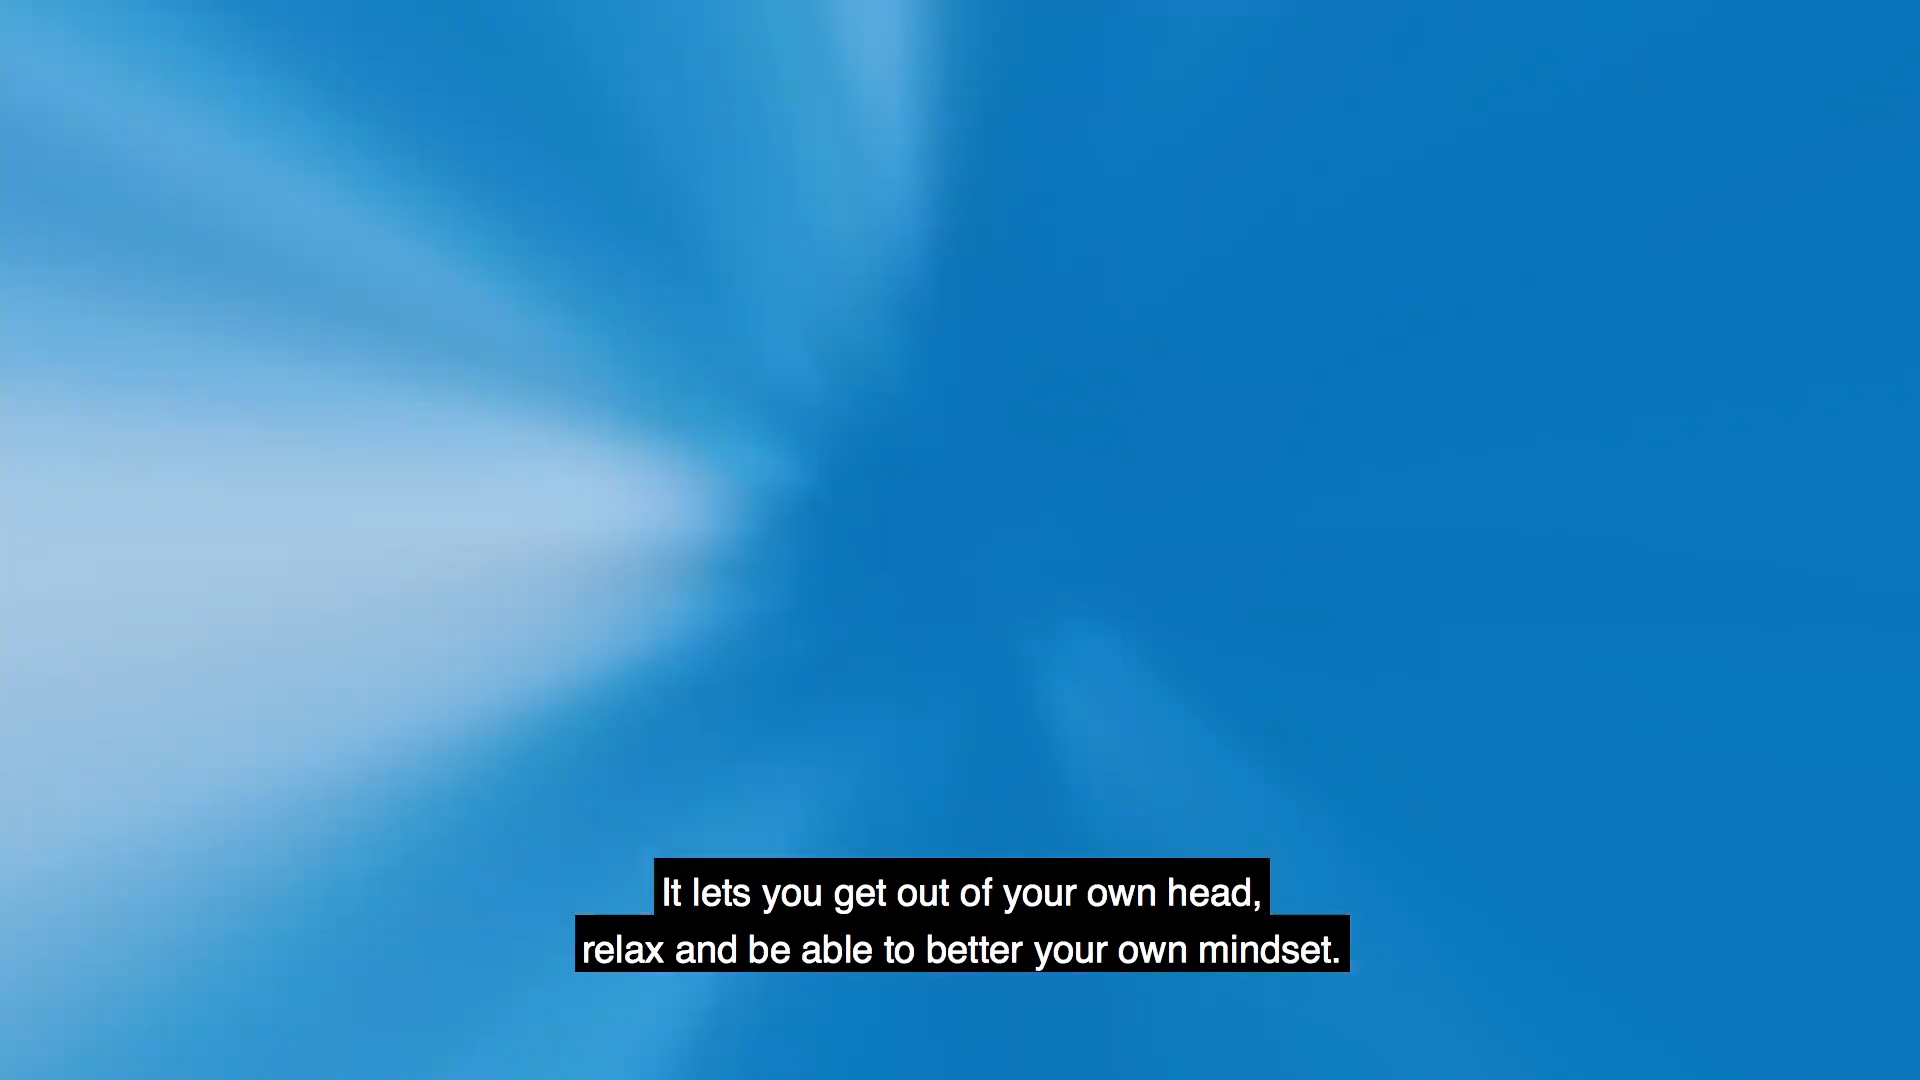 It lets you get out of your own head,
relax and be able to better your own mindset.